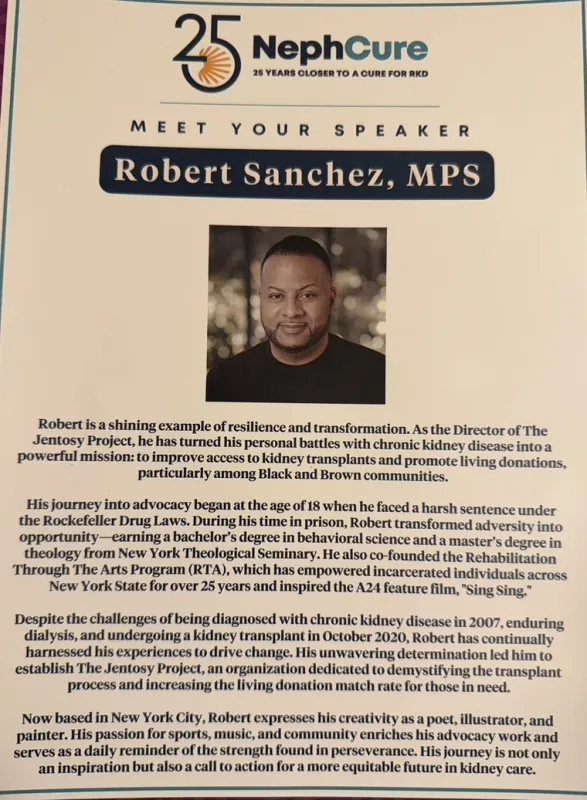 25 NephCure
25 YEARS CLOSER TO A CURE FOR RKD
MEET YOUR SPEAKER
Robert Sanchez, MPS
Robert is a shining example of resilience and transformation. As the Director of The
Jentosy Project, he has turned his personal battles with chronic kidney disease into a
powerful mission: to improve access to kidney transplants and promote living donations,
particularly among Black and Brown communities.
His journey into advocacy began at the age of 18 when he faced a harsh sentence under
the Rockefeller Drug Laws. During his time in prison, Robert transformed adversity into
opportunity—earning a bachelor's degree in behavioral science and a master's degree in
theology from New York Theological Seminary. He also co-founded the Rehabilitation
Through The Arts Program (RTA), which has empowered incarcerated individuals across
New York State for over 25 years and inspired the A24 feature film, "Sing Sing."
Despite the challenges of being diagnosed with chronic kidney disease in 2007, enduring
dialysis, and undergoing a kidney transplant in October 2020, Robert has continually
harnessed his experiences to drive change. His unwavering determination led him to
establish The Jentosy Project, an organization dedicated to demystifying the transplant
process and increasing the living donation match rate for those in need.
Now based in New York City, Robert expresses his creativity as a poet, illustrator, and
painter. His passion for sports, music, and community enriches his advocacy work and
serves as a daily reminder of the strength found in perseverance. His journey is not only
an inspiration but also a call to action for a more equitable future in kidney care.